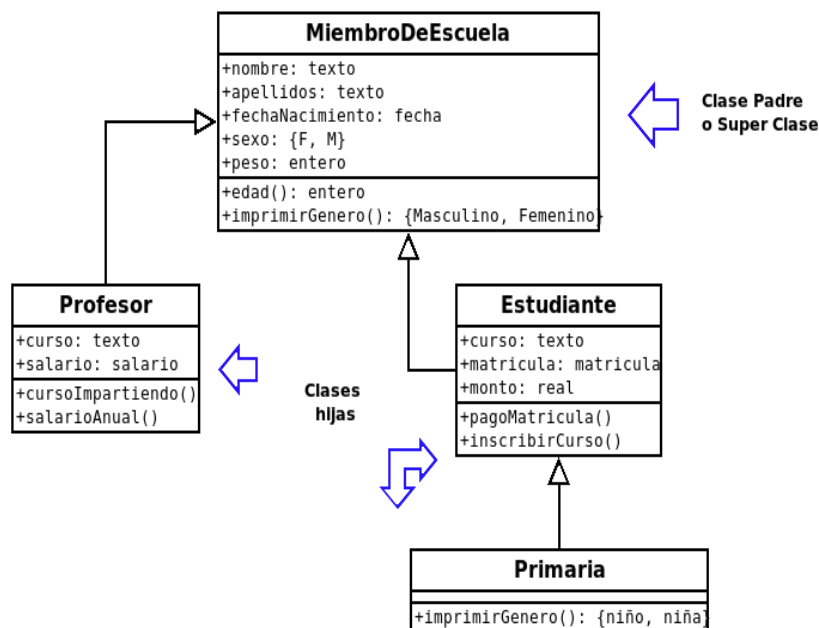 MiembroDeEscuela
+nombre: texto
+apellidos: texto
+fechaNacimiento: fecha
+sexo: {F, M}
+peso: entero
+edad(): entero
+imprimirGenero(): {Masculino, Femenino}
Clase Padre
o Super Clase
Profesor
+curso: texto
+salario: salario
+cursoImpartiendo()
+salarioAnual()
Clases
hijas
Estudiante
+curso: texto
+matricula: matricula
+monto: real
+pagoMatricula()
+inscribirCurso()
Primaria
+imprimirGenero(): {niño, niña}